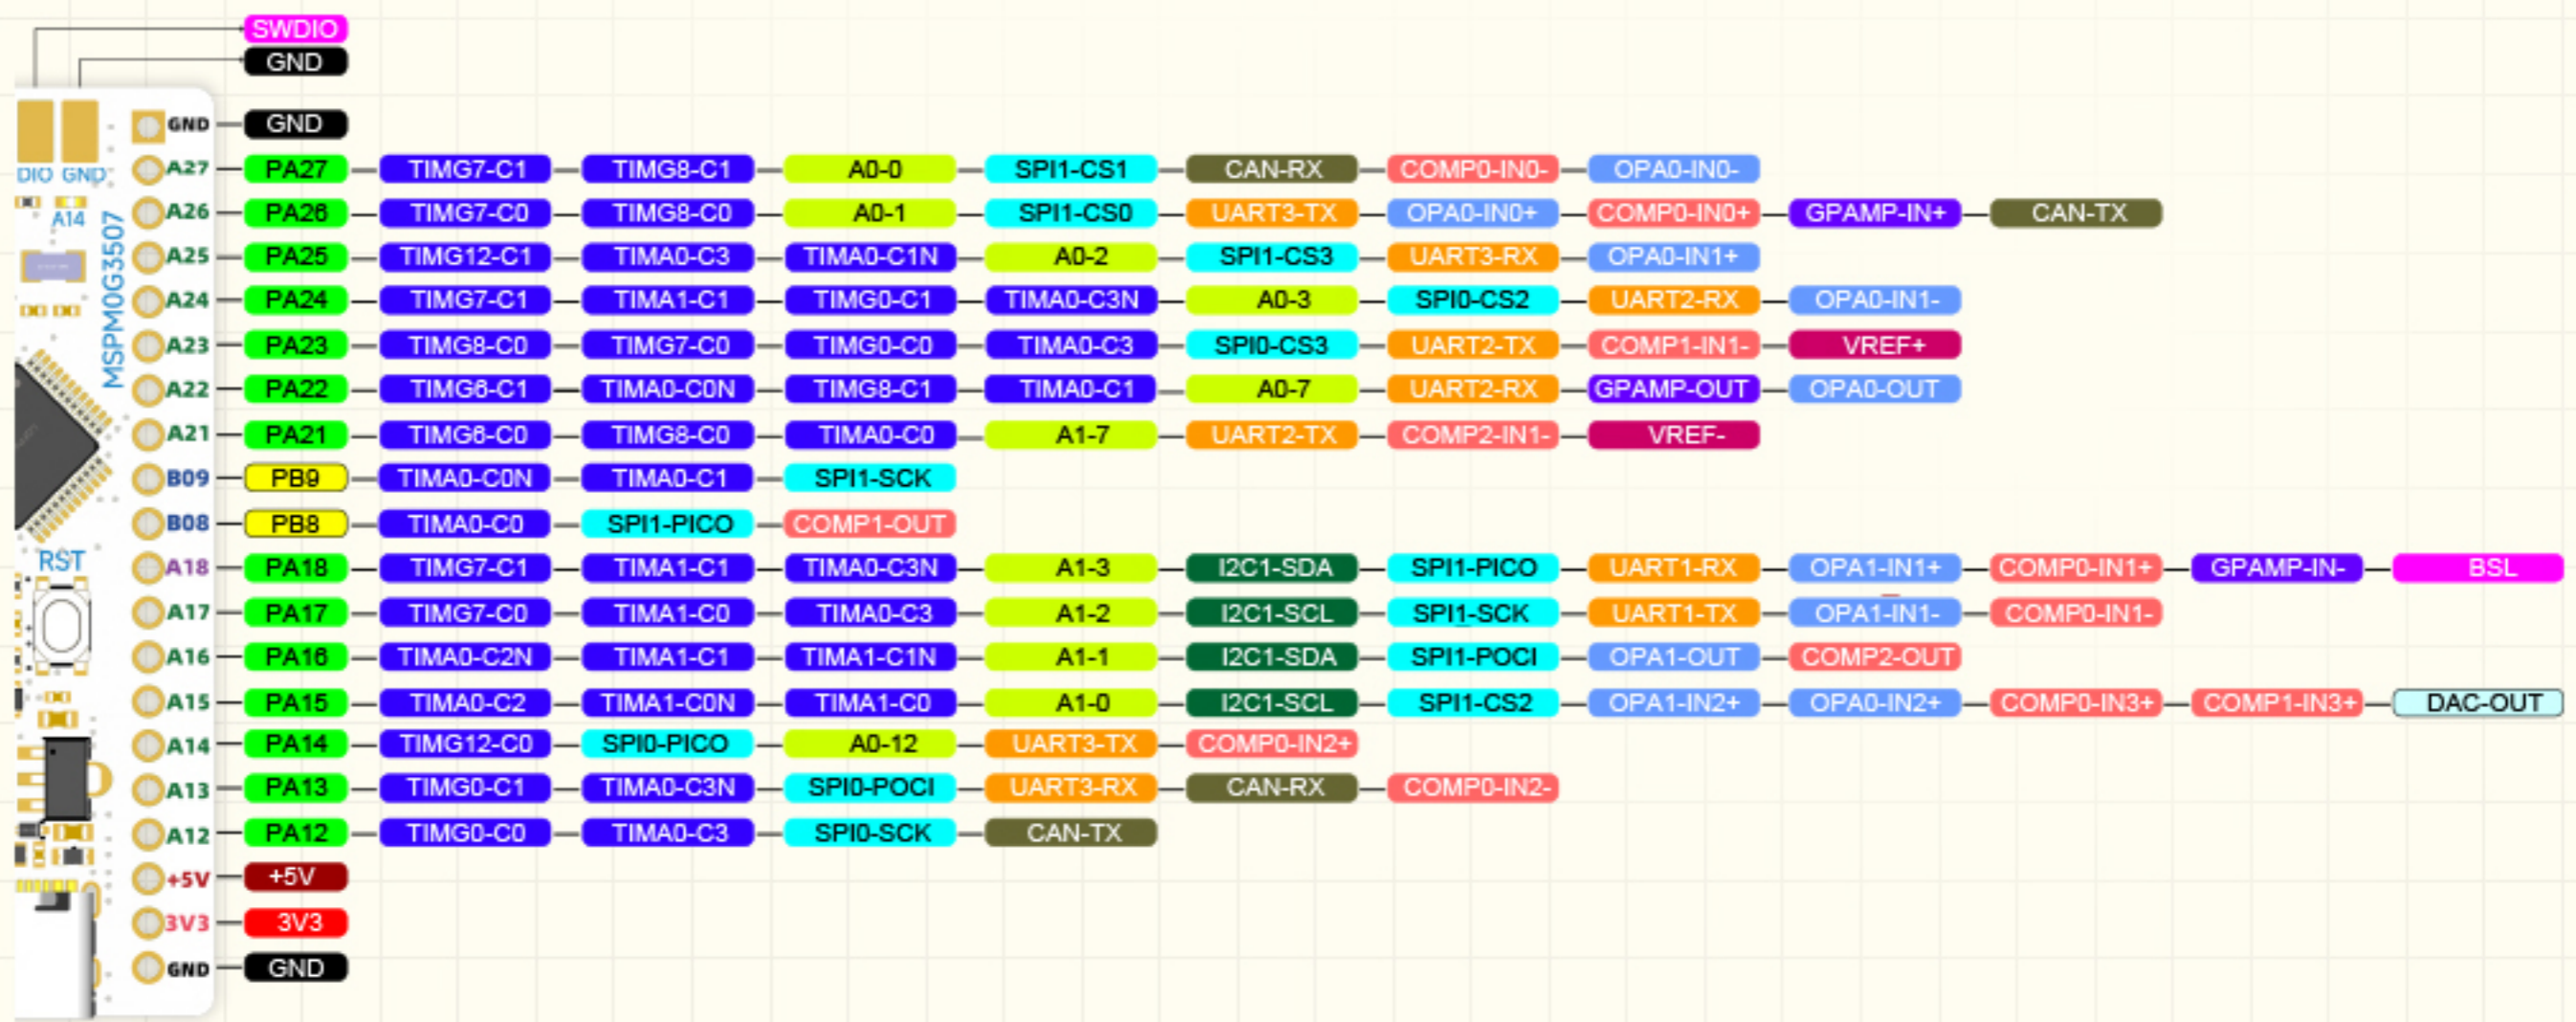 SWDIO
GND
GND GND
A27 PA27 TIMG7-C1 TIMG8-C1 A0-0 SPI1-CS1 CAN-RX COMP0-IN0- OPA0-IN0-
DIO GND
A26 PA26 TIMG7-C0 TIMG8-C0 A0-1 SPI1-CS0 UART3-TX OPA0-IN0+ COMP0-IN0+ GPAMP-IN+ CAN-TX
A14
MSPM0G3507
A25 PA25 TIMG12-C1 TIMA0-C3 TIMA0-C1N A0-2 SPI1-CS3 UART3-RX OPA0-IN1+
A24 PA24 TIMG7-C1 TIMA1-C1 TIMG0-C1 TIMA0-C3N A0-3 SPI0-CS2 UART2-RX OPA0-IN1-
A23 PA23 TIMG8-C0 TIMG7-C0 TIMG0-C0 TIMA0-C3 SPI0-CS3 UART2-TX COMP1-IN1- VREF+
A22 PA22 TIMG6-C1 TIMA0-C0N TIMG8-C1 TIMA0-C1 A0-7 UART2-RX GPAMP-OUT OPA0-OUT
A21 PA21 TIMG6-C0 TIMG8-C0 TIMA0-C0 A1-7 UART2-TX COMP2-IN1- VREF-
B09 PB9 TIMA0-C0N TIMA0-C1 SPI1-SCK
B08 PB8 TIMA0-C0 SPI1-PICO COMP1-OUT
RST
A18 PA18 TIMG7-C1 TIMA1-C1 TIMA0-C3N A1-3 I2C1-SDA SPI1-PICO UART1-RX OPA1-IN1+ COMP0-IN1+ GPAMP-IN- BSL
A17 PA17 TIMG7-C0 TIMA1-C0 TIMA0-C3 A1-2 I2C1-SCL SPI1-SCK UART1-TX OPA1-IN1- COMP0-IN1-
A16 PA16 TIMA0-C2N TIMA1-C1 TIMA1-C1N A1-1 I2C1-SDA SPI1-POCI OPA1-OUT COMP2-OUT
A15 PA15 TIMA0-C2 TIMA1-C0N TIMA1-C0 A1-0 I2C1-SCL SPI1-CS2 OPA1-IN2+ OPA0-IN2+ COMP0-IN3+ COMP1-IN3+ DAC-OUT
A14 PA14 TIMG12-C0 SPI0-PICO A0-12 UART3-TX COMP0-IN2+
A13 PA13 TIMG0-C1 TIMA0-C3N SPI0-POCI UART3-RX CAN-RX COMP0-IN2-
A12 PA12 TIMG0-C0 TIMA0-C3 SPI0-SCK CAN-TX
+5V +5V
3V3 3V3
GND GND